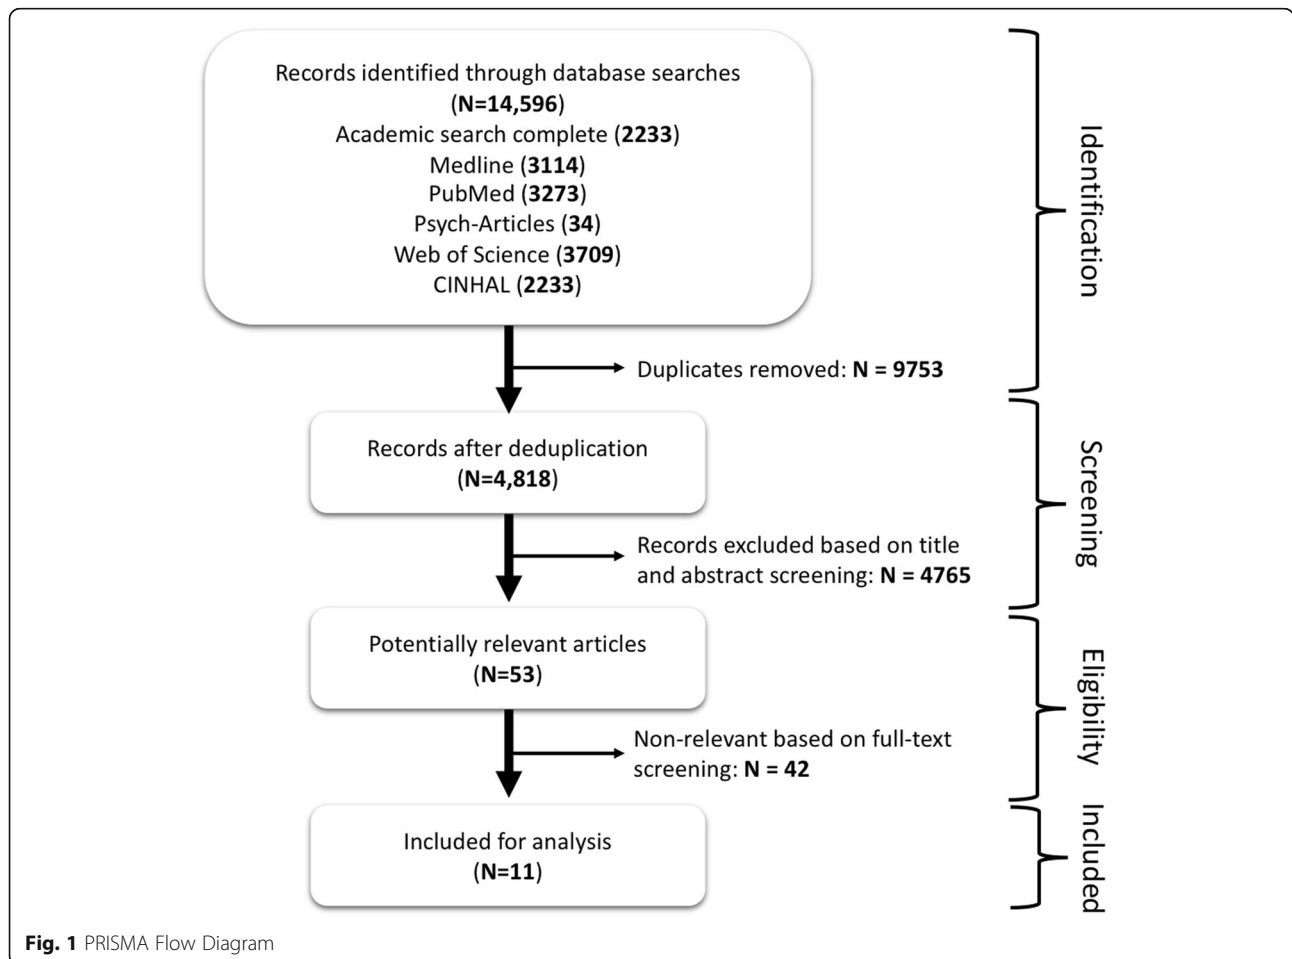 Records identified through database searches
(N=14,596)
Academic search complete (2233)
Medline (3114)
PubMed (3273)
Psych-Articles (34)
Web of Science (3709)
CINHAL (2233)
Identification
Duplicates removed: N = 9753
Records after deduplication
(N=4,818)
Screening
Records excluded based on title
and abstract screening: N = 4765
Potentially relevant articles
(N=53)
Eligibility
Non-relevant based on full-text
screening: N = 42
Included for analysis
(N=11)
Included
Fig. 1 PRISMA Flow Diagram